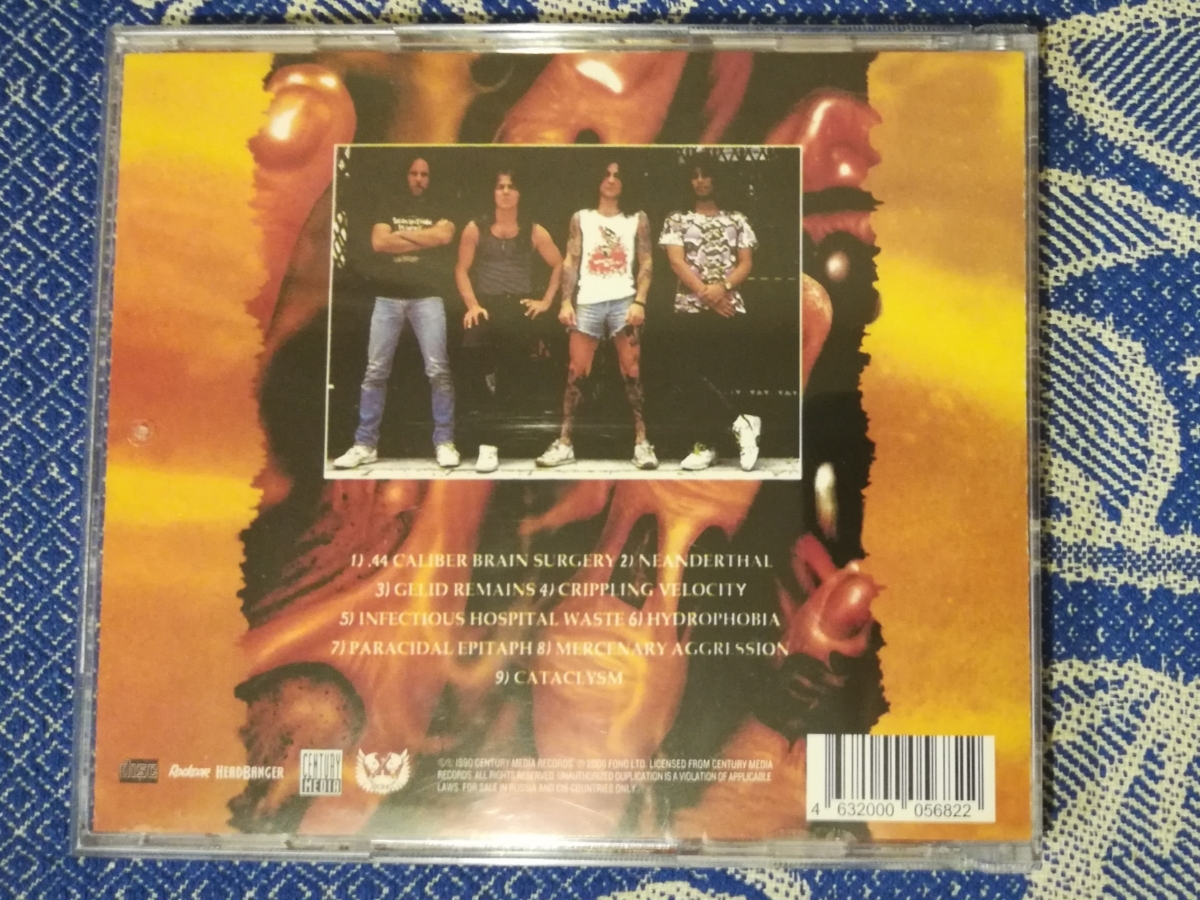 1) .44 CALIBER BRAIN SURGERY 2) NEANDERTHAL
3) GELID REMAINS 4) CRIPPLING VELOCITY
5) INFECTIOUS HOSPITAL WASTE 6) HYDROPHOBIA
7) PARACIDAL EPITAPH 8) MERCENARY AGGRESSION
9) CATACLYSM
disc HEADBANGER
CENTURY MEDIA
℗/© 1990 CENTURY MEDIA RECORDS © 2006 FONO LTD. LICENSED FROM CENTURY MEDIA
RECORDS. ALL RIGHTS RESERVED. UNAUTHORIZED DUPLICATION IS A VIOLATION OF APPLICABLE
LAWS. FOR SALE IN RUSSIA AND CIS COUNTRIES ONLY.
4 632000 056822